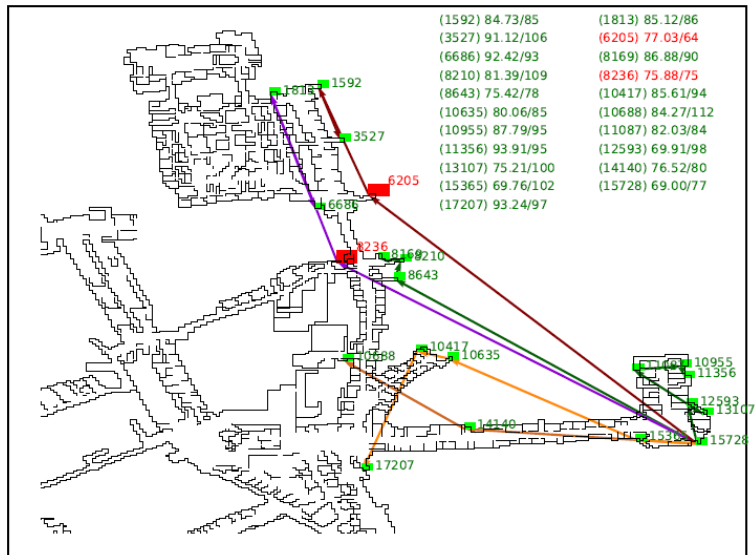 (1592) 84.73/85 (1813) 85.12/86
(3527) 91.12/106 (6205) 77.03/64
(6686) 92.42/93 (8169) 86.88/90
(8210) 81.39/109 (8236) 75.88/75
(8643) 75.42/78 (10417) 85.61/94
(10635) 80.06/85 (10688) 84.27/112
(10955) 87.79/95 (11087) 82.03/84
(11356) 93.91/95 (12593) 69.91/98
(13107) 75.21/100 (14140) 76.52/80
(15365) 69.76/102 (15728) 69.00/77
(17207) 93.24/97
1813 1592
3527
6205
6686
8236 8169 8210
8643
10688 10417 10635
11087 10955
11356
12593
13107
14140 15365 15728
17207